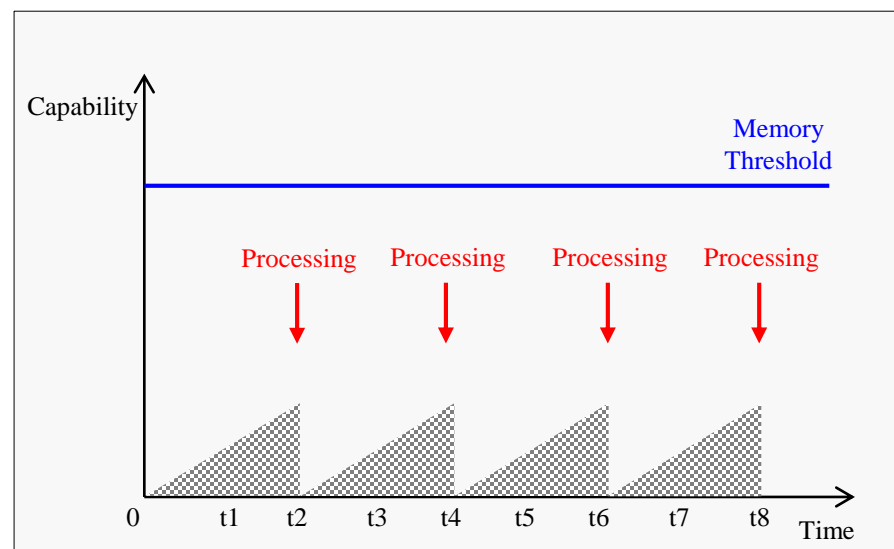 Capability
Memory
Threshold
Processing Processing Processing Processing
0 t1 t2 t3 t4 t5 t6 t7 t8
Time